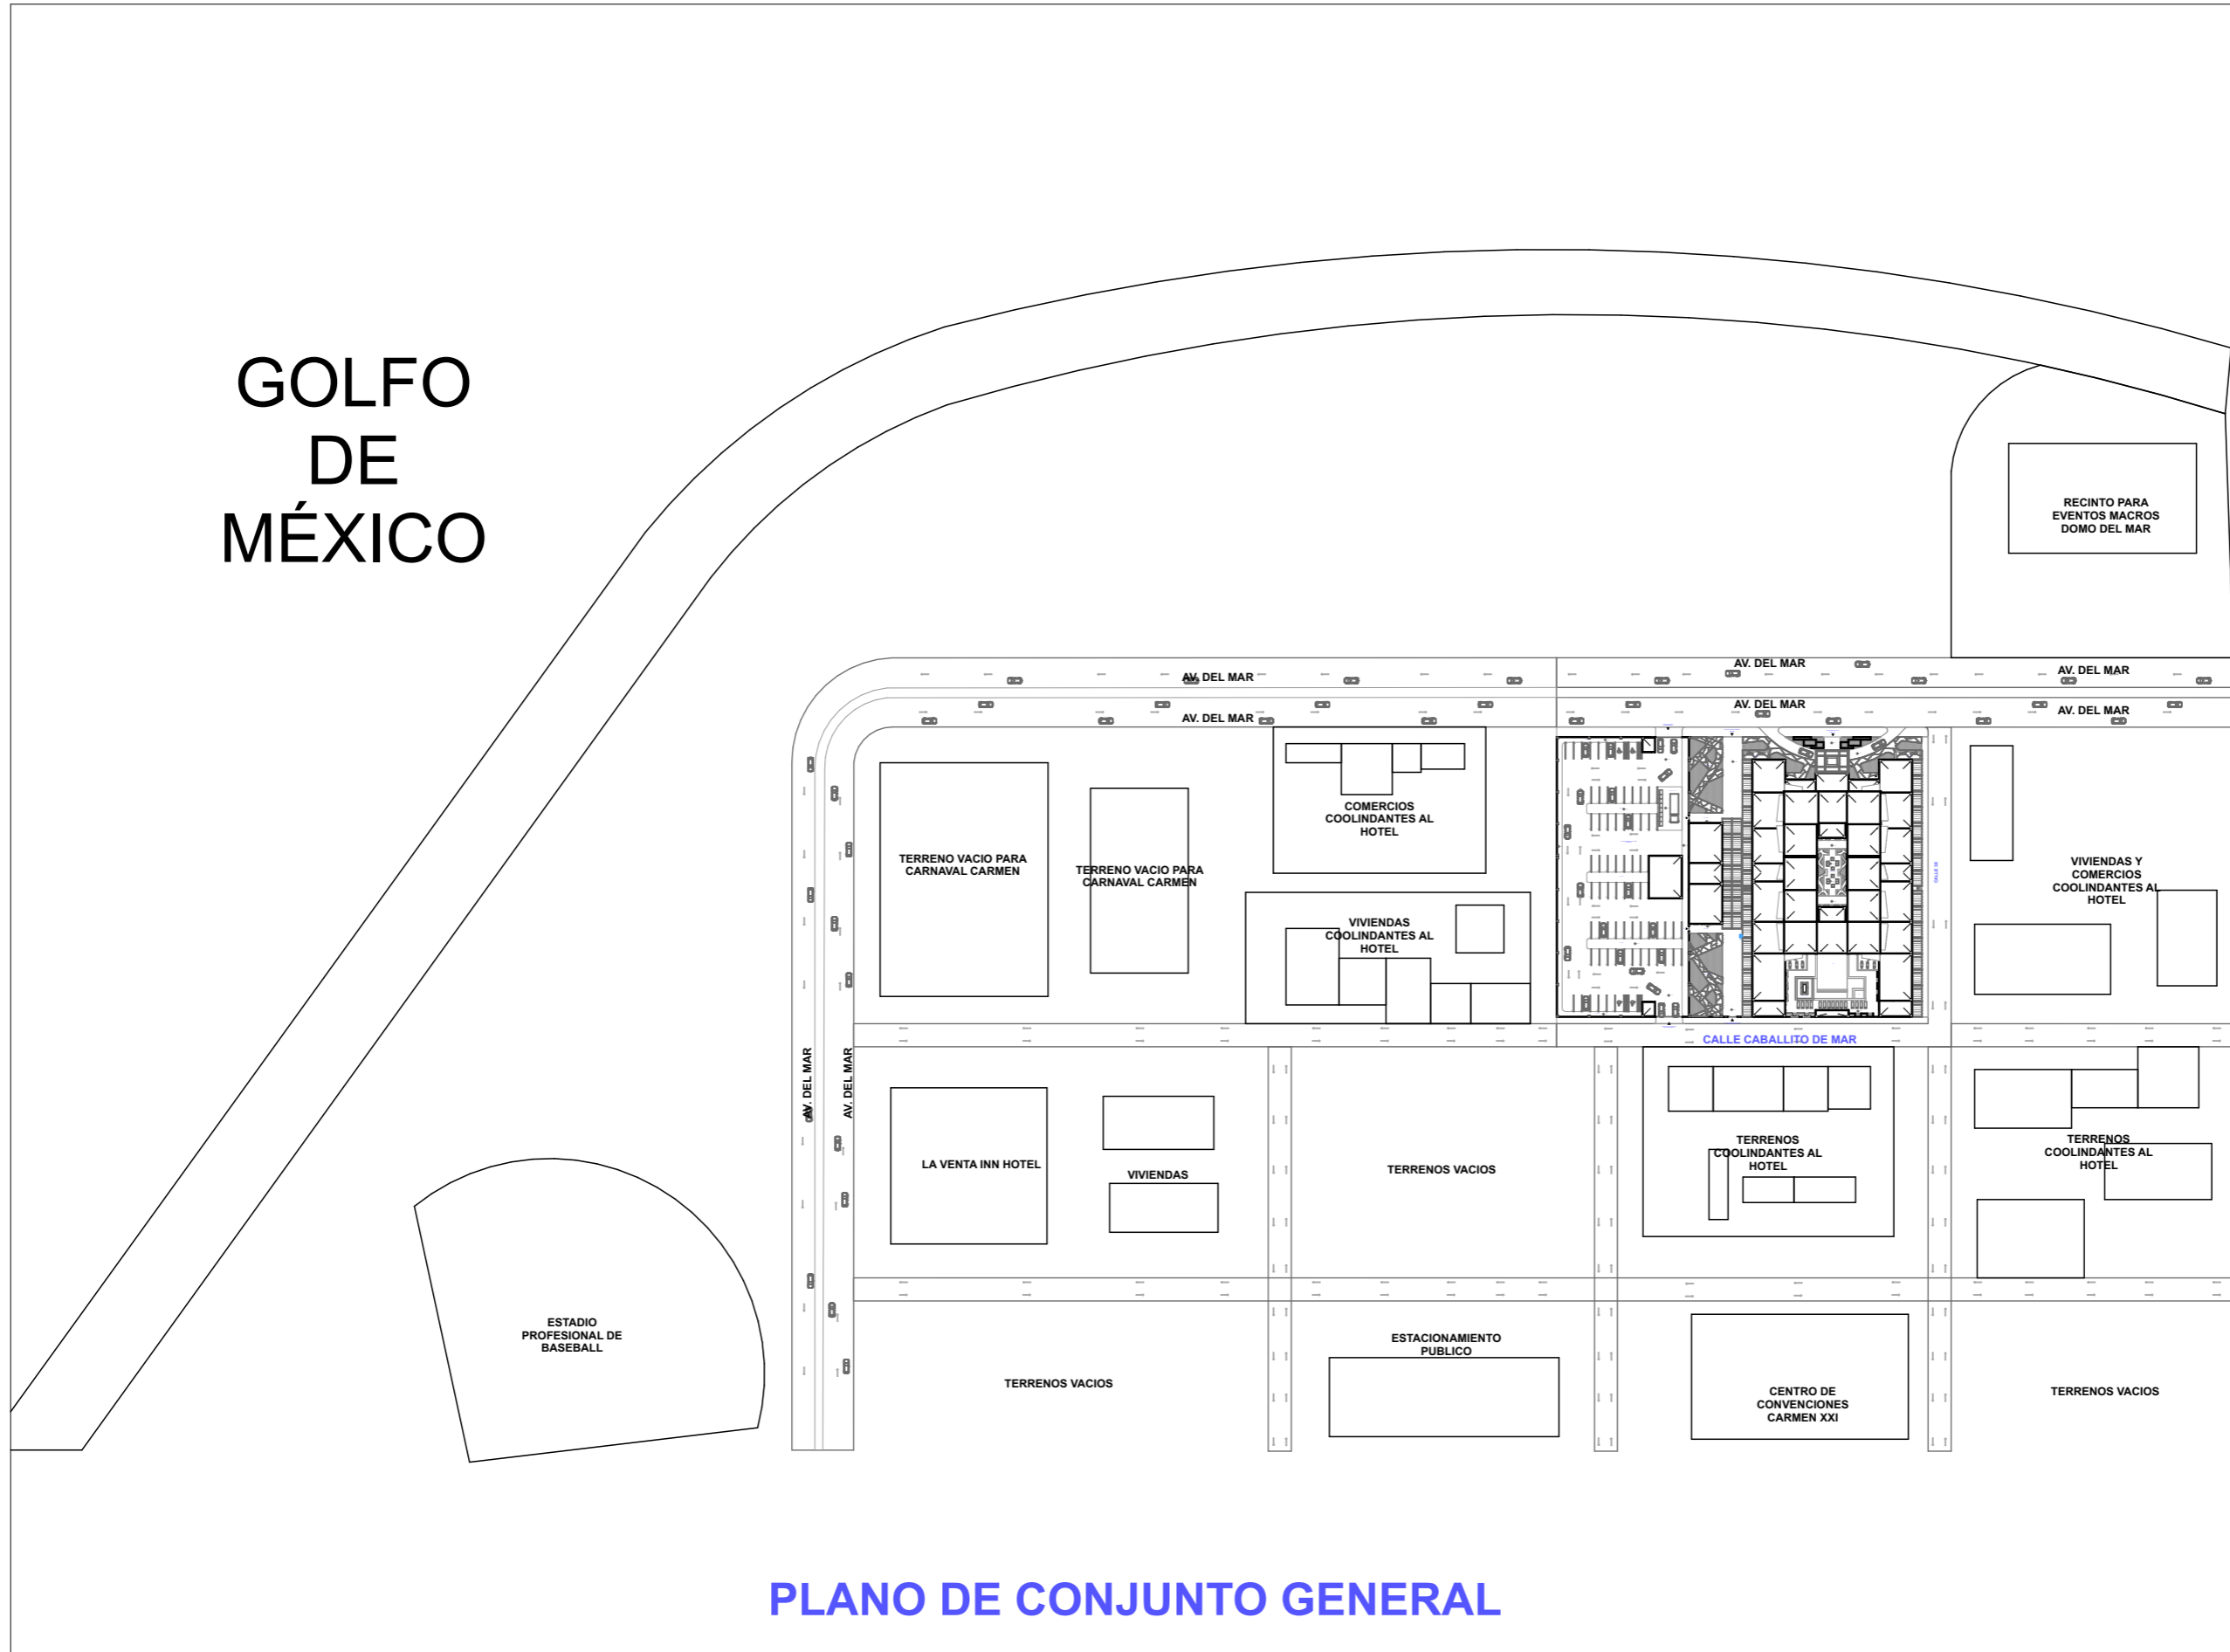 GOLFO
DE
MÉXICO
RECINTO PARA
EVENTOS MACROS
DOMO DEL MAR
AV. DEL MAR
AV. DEL MAR
AV. DEL MAR
AV. DEL MAR
AV. DEL MAR
AV. DEL MAR
COMERCIOS
COOLINDANTES AL
HOTEL
TERRENO VACIO PARA
CARNAVAL CARMEN
TERRENO VACIO PARA
CARNAVAL CARMEN
VIVIENDAS Y
COMERCIOS
COOLINDANTES AL
HOTEL
VIVIENDAS
COOLINDANTES AL
HOTEL
CALLE CABALLITO DE MAR
AV. DEL MAR
AV. DEL MAR
LA VENTA INN HOTEL
VIVIENDAS
TERRENOS VACIOS
TERRENOS
COOLINDANTES AL
HOTEL
TERRENOS
COOLINDANTES AL
HOTEL
ESTADIO
PROFESIONAL DE
BASEBALL
TERRENOS VACIOS
ESTACIONAMIENTO
PUBLICO
CENTRO DE
CONVENCIONES
CARMEN XXI
TERRENOS VACIOS
PLANO DE CONJUNTO GENERAL